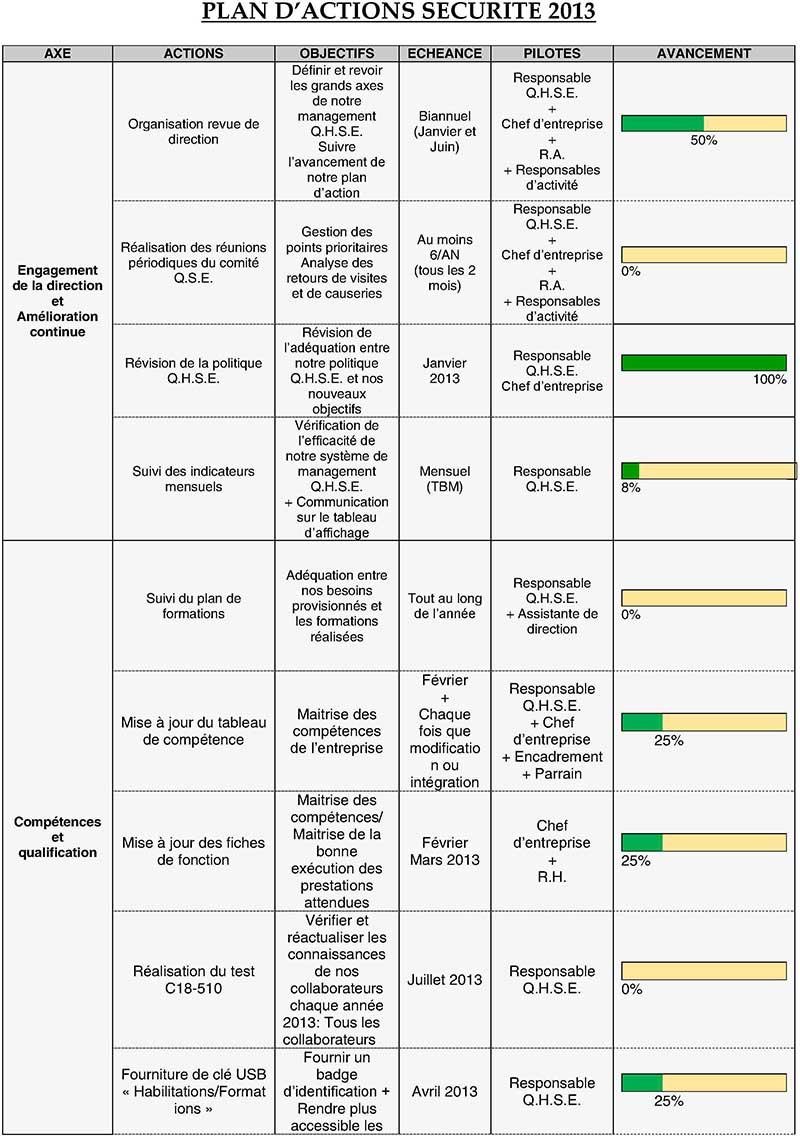 PLAN D’ACTIONS SECURITE 2013
AXE
ACTIONS
OBJECTIFS
ECHEANCE
PILOTES
AVANCEMENT
Engagement
de la direction
et
Amélioration
continue
Organisation revue de
direction
Définir et revoir
les grands axes
de notre
management
Q.H.S.E.
Suivre
l’avancement de
notre plan
d’action
Biannuel
(Janvier et
Juin)
Responsable
Q.H.S.E.
+
Chef d’entreprise
+
R.A.
+ Responsables
d’activité
50%
Réalisation des réunions
périodiques du comité
Q.S.E.
Gestion des
points prioritaires
Analyse des
retours de visites
et de causeries
Au moins
6/AN
(tous les 2
mois)
Responsable
Q.H.S.E.
+
Chef d’entreprise
+
R.A.
+ Responsables
d’activité
0%
Révision de la politique
Q.H.S.E.
Révision de
l’adéquation entre
notre politique
Q.H.S.E. et nos
nouveaux
objectifs
Janvier
2013
Responsable
Q.H.S.E.
Chef d’entreprise
100%
Suivi des indicateurs
mensuels
Vérification de
l’efficacité de
notre système de
management
Q.H.S.E.
+ Communication
sur le tableau
d’affichage
Mensuel
(TBM)
Responsable
Q.H.S.E.
8%
Compétences
et
qualification
Suivi du plan de
formations
Adéquation entre
nos besoins
provisionnés et
les formations
réalisées
Tout au long
de l’année
Responsable
Q.H.S.E.
+ Assistante de
direction
0%
Mise à jour du tableau
de compétence
Maitrise des
compétences
de l’entreprise
Février
+
Chaque
fois que
modificatio
n ou
intégration
Responsable
Q.H.S.E.
+ Chef
d’entreprise
+ Encadrement
+ Parrain
25%
Mise à jour des fiches
de fonction
Maitrise des
compétences/
Maitrise de la
bonne
exécution des
prestations
attendues
Février
Mars 2013
Chef
d’entreprise
+
R.H.
25%
Réalisation du test
C18-510
Vérifier et
réactualiser les
connaissances
de nos
collaborateurs
chaque année
2013: Tous les
collaborateurs
Juillet 2013
Responsable
Q.H.S.E.
0%
Fourniture de clé USB
« Habilitations/Format
ions »
Fournir un
badge
d’identification +
Rendre plus
accessible les
Avril 2013
Responsable
Q.H.S.E.
25%